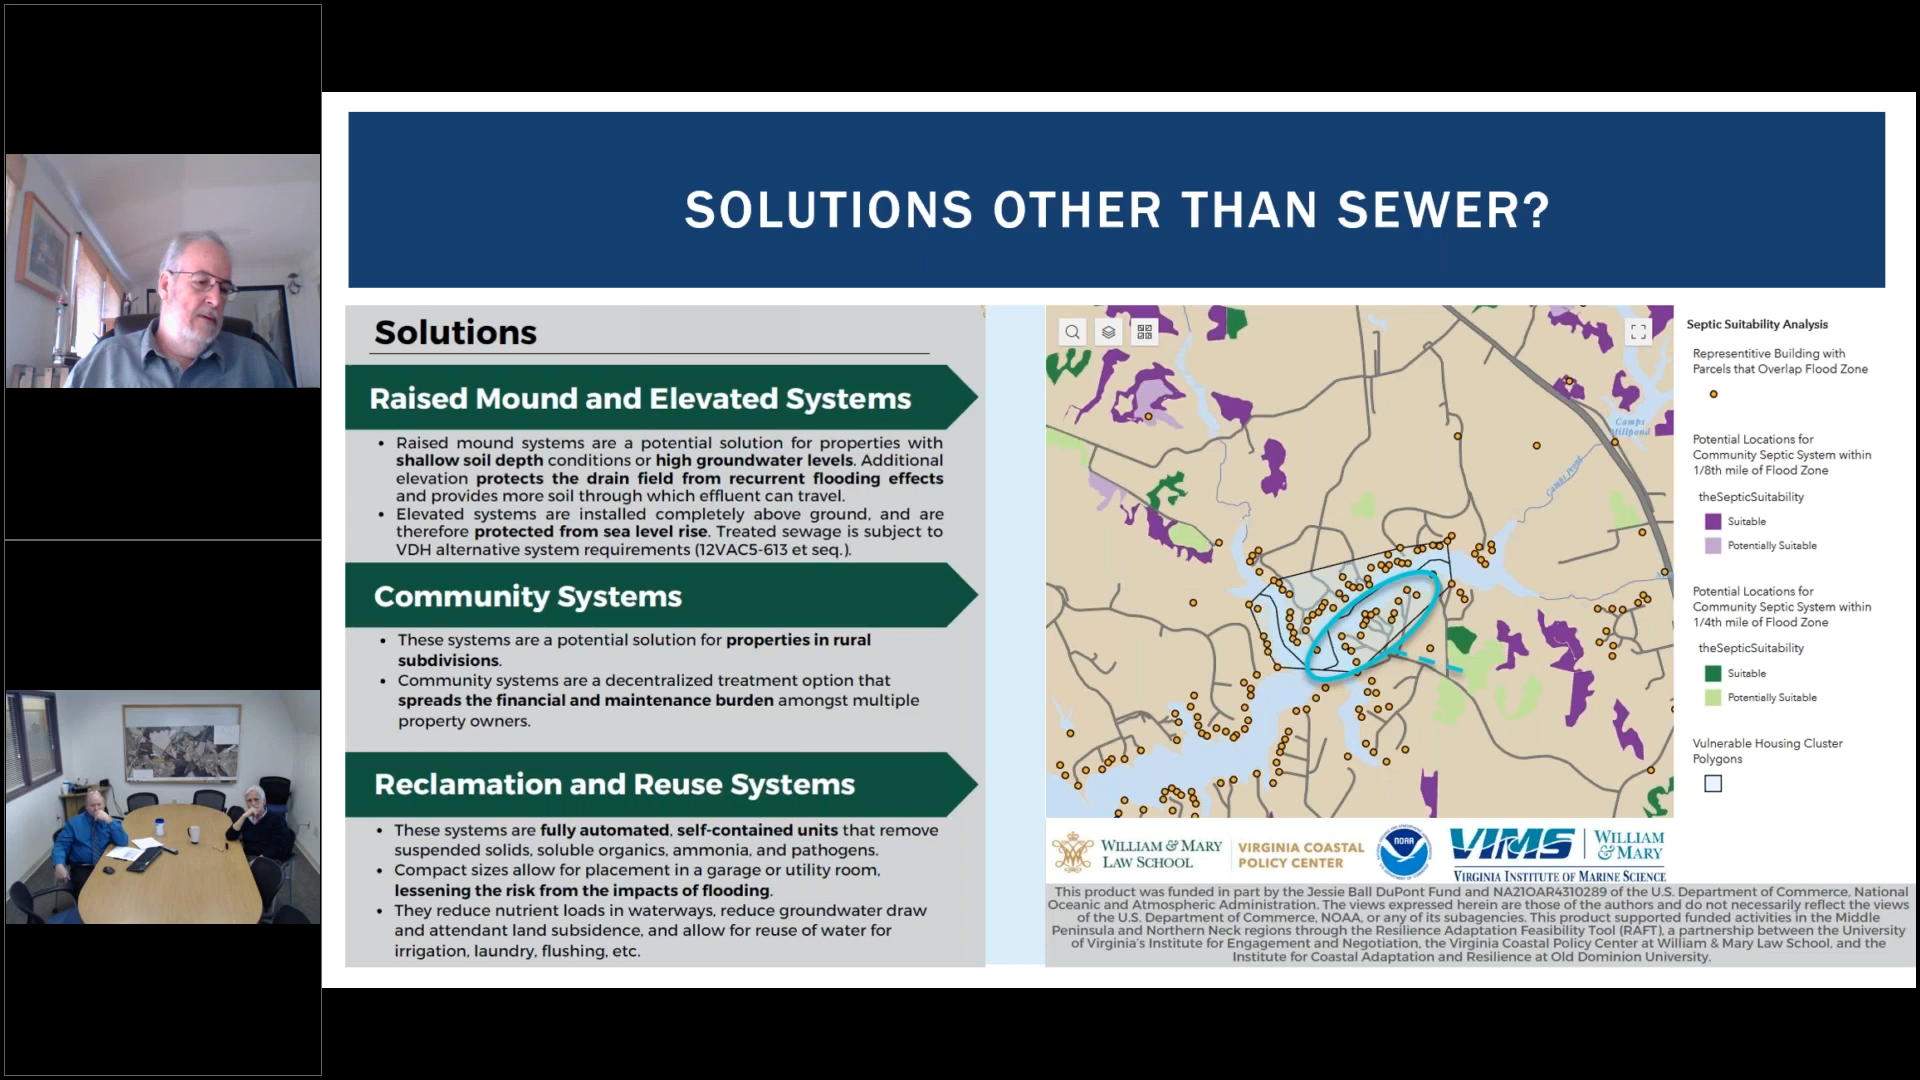 SOLUTIONS OTHER THAN SEWER?
Solutions
Raised Mound and Elevated Systems
• Raised mound systems are a potential solution for properties with
shallow soil depth conditions or high groundwater levels. Additional
elevation protects the drain field from recurrent flooding effects
and provides more soil through which effluent can travel.
• Elevated systems are installed completely above ground, and are
therefore protected from sea level rise. Treated sewage is subject to
VDH alternative system requirements (12VAC5-613 et seq.).
Community Systems
• These systems are a potential solution for properties in rural
subdivisions.
• Community systems are a decentralized treatment option that
spreads the financial and maintenance burden amongst multiple
property owners.
Reclamation and Reuse Systems
• These systems are fully automated, self-contained units that remove
suspended solids, soluble organics, ammonia, and pathogens.
• Compact sizes allow for placement in a garage or utility room,
lessening the risk from the impacts of flooding.
• They reduce nutrient loads in waterways, reduce groundwater draw
and attendant land subsidence, and allow for reuse of water for
irrigation, laundry, flushing, etc.
Camps
Millpond
Septic Suitability Analysis
Representitive Building with
Parcels that Overlap Flood Zone
Potential Locations for
Community Septic System within
1/8th mile of Flood Zone
theSepticSuitability
Suitable
Potentially Suitable
Potential Locations for
Community Septic System within
1/4th mile of Flood Zone
theSepticSuitability
Suitable
Potentially Suitable
Vulnerable Housing Cluster
Polygons
WILLIAM & MARY
LAW SCHOOL
VIRGINIA COASTAL
POLICY CENTER
NOAA
VIMS
WILLIAM
& MARY
VIRGINIA INSTITUTE OF MARINE SCIENCE
This product was funded in part by the Jessie Ball DuPont Fund and NA21OAR4310289 of the U.S. Department of Commerce, National
Oceanic and Atmospheric Administration. The views expressed herein are those of the authors and do not necessarily reflect the views
of the U.S. Department of Commerce, NOAA, or any of its subagencies. This product supported funded activities in the Middle
Peninsula and Northern Neck regions through the Resilience Adaptation Feasibility Tool (RAFT), a partnership between the University
of Virginia's Institute for Engagement and Negotiation, the Virginia Coastal Policy Center at William & Mary Law School, and the
Institute for Coastal Adaptation and Resilience at Old Dominion University.